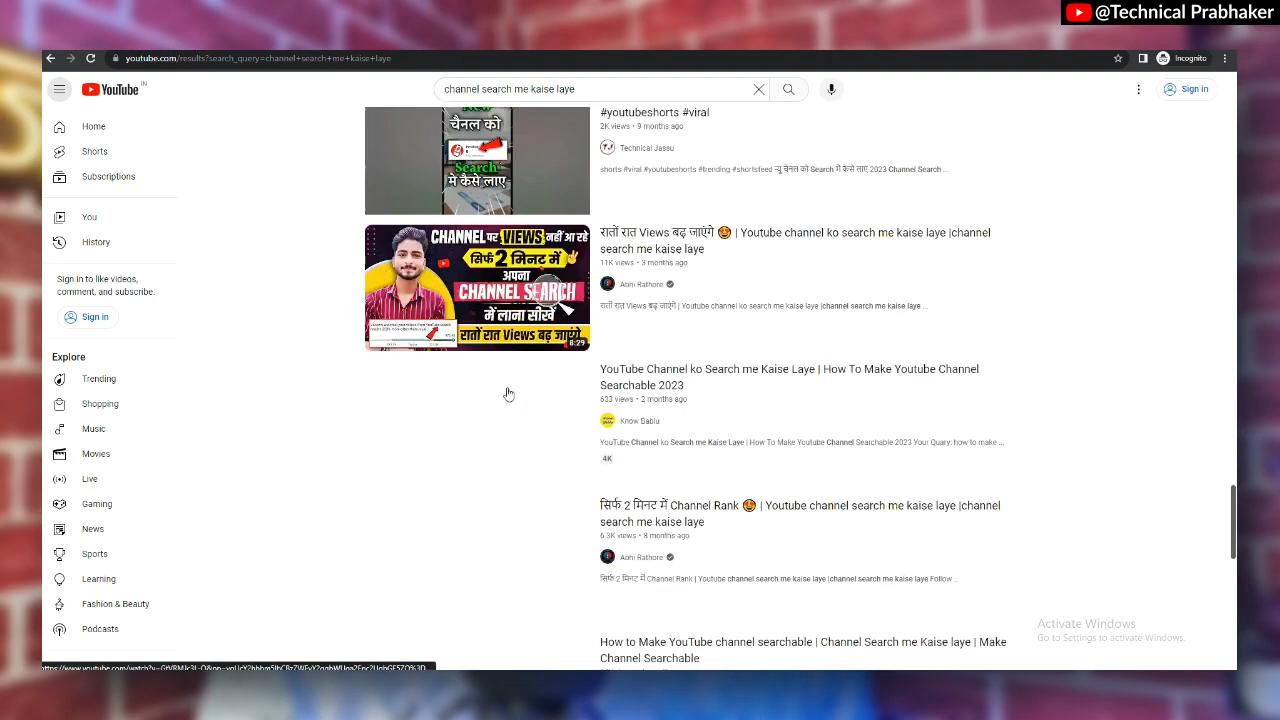 @Technical Prabhaker
youtube.com/results?search_query=channel+search+me+kaise+laye
Incognito
YouTube IN
channel search me kaise laye
Sign in
Home
Shorts
Subscriptions
You
History
Sign in to like videos,
comment, and subscribe.
Sign in
Explore
Trending
Shopping
Music
Movies
Live
Gaming
News
Sports
Learning
Fashion & Beauty
Podcasts
New
चैनल को
Search
मे कैसे लाए
#youtubeshorts #viral
2K views • 9 months ago
Technical Jassu
shorts #viral #youtubeshorts #trending #shortsfeed न्यु चेनल को Search में कैसे लाए 2023 Channel Search ...
CHANNEL पर VIEWS नहीं आ रहे
सिर्फ 2 मिनट में
अपना
CHANNEL SEARCH
में लाना सीखें
रातों रात Views बढ़ जाएंगे
8:29
रातों रात Views बढ़ जाएंगे 🤩 | Youtube channel ko search me kaise laye |channel
search me kaise laye
11K views • 3 months ago
Abhi Rathore
रातों रात Views बढ़ जाएंगे | Youtube channel ko search me kaise laye |channel search me kaise laye ...
YouTube Channel ko Search me Kaise Laye | How To Make Youtube Channel
Searchable 2023
633 views • 2 months ago
Know Bablu
YouTube Channel ko Search me Kaise Laye | How To Make Youtube Channel Searchable 2023 Your Quary: how to make ...
4K
सिर्फ 2 मिनट में Channel Rank 🤩 | Youtube channel search me kaise laye |channel
search me kaise laye
6.3K views • 8 months ago
Abhi Rathore
सिर्फ 2 मिनट में Channel Rank | Youtube channel search me kaise laye |channel search me kaise laye Follow ...
How to Make YouTube channel searchable | Channel Search me Kaise laye | Make
Channel Searchable
Activate Windows
Go to Settings to activate Windows.